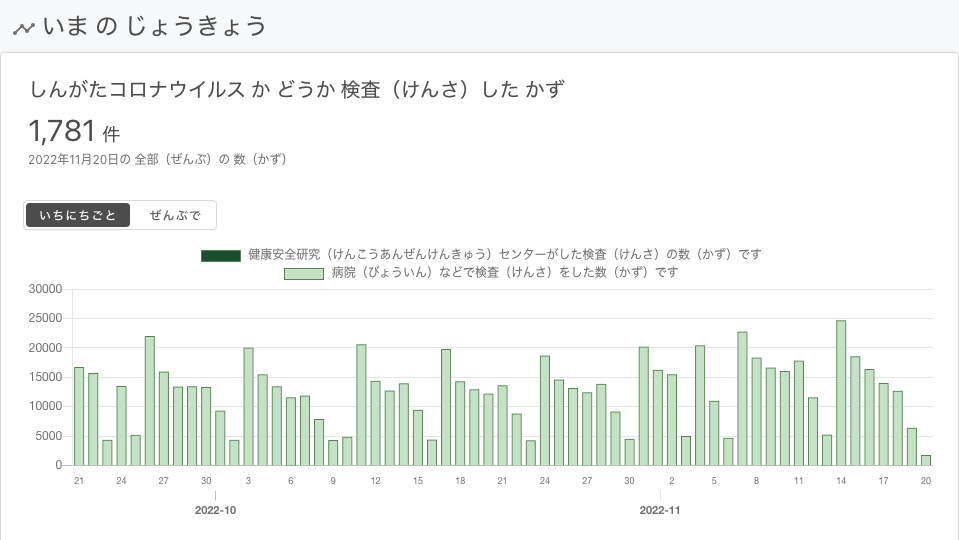 いま の じょうきょう
しんがたコロナウイルス か どうか 検査（けんさ）した かず
1,781 件
2022年11月20日の 全部（ぜんぶ）の 数（かず）
いちにちごと ぜんぶで
健康安全研究（けんこうあんぜんけんきゅう）センターがした検査（けんさ）の数（かず）です
病院（びょういん）などで検査（けんさ）をした数（かず）です
30000
25000
20000
15000
10000
5000
0
21 24 27 30 3 6 9 12 15 18 21 24 27 30 2 5 8 11 14 17 20
2022-10 2022-11